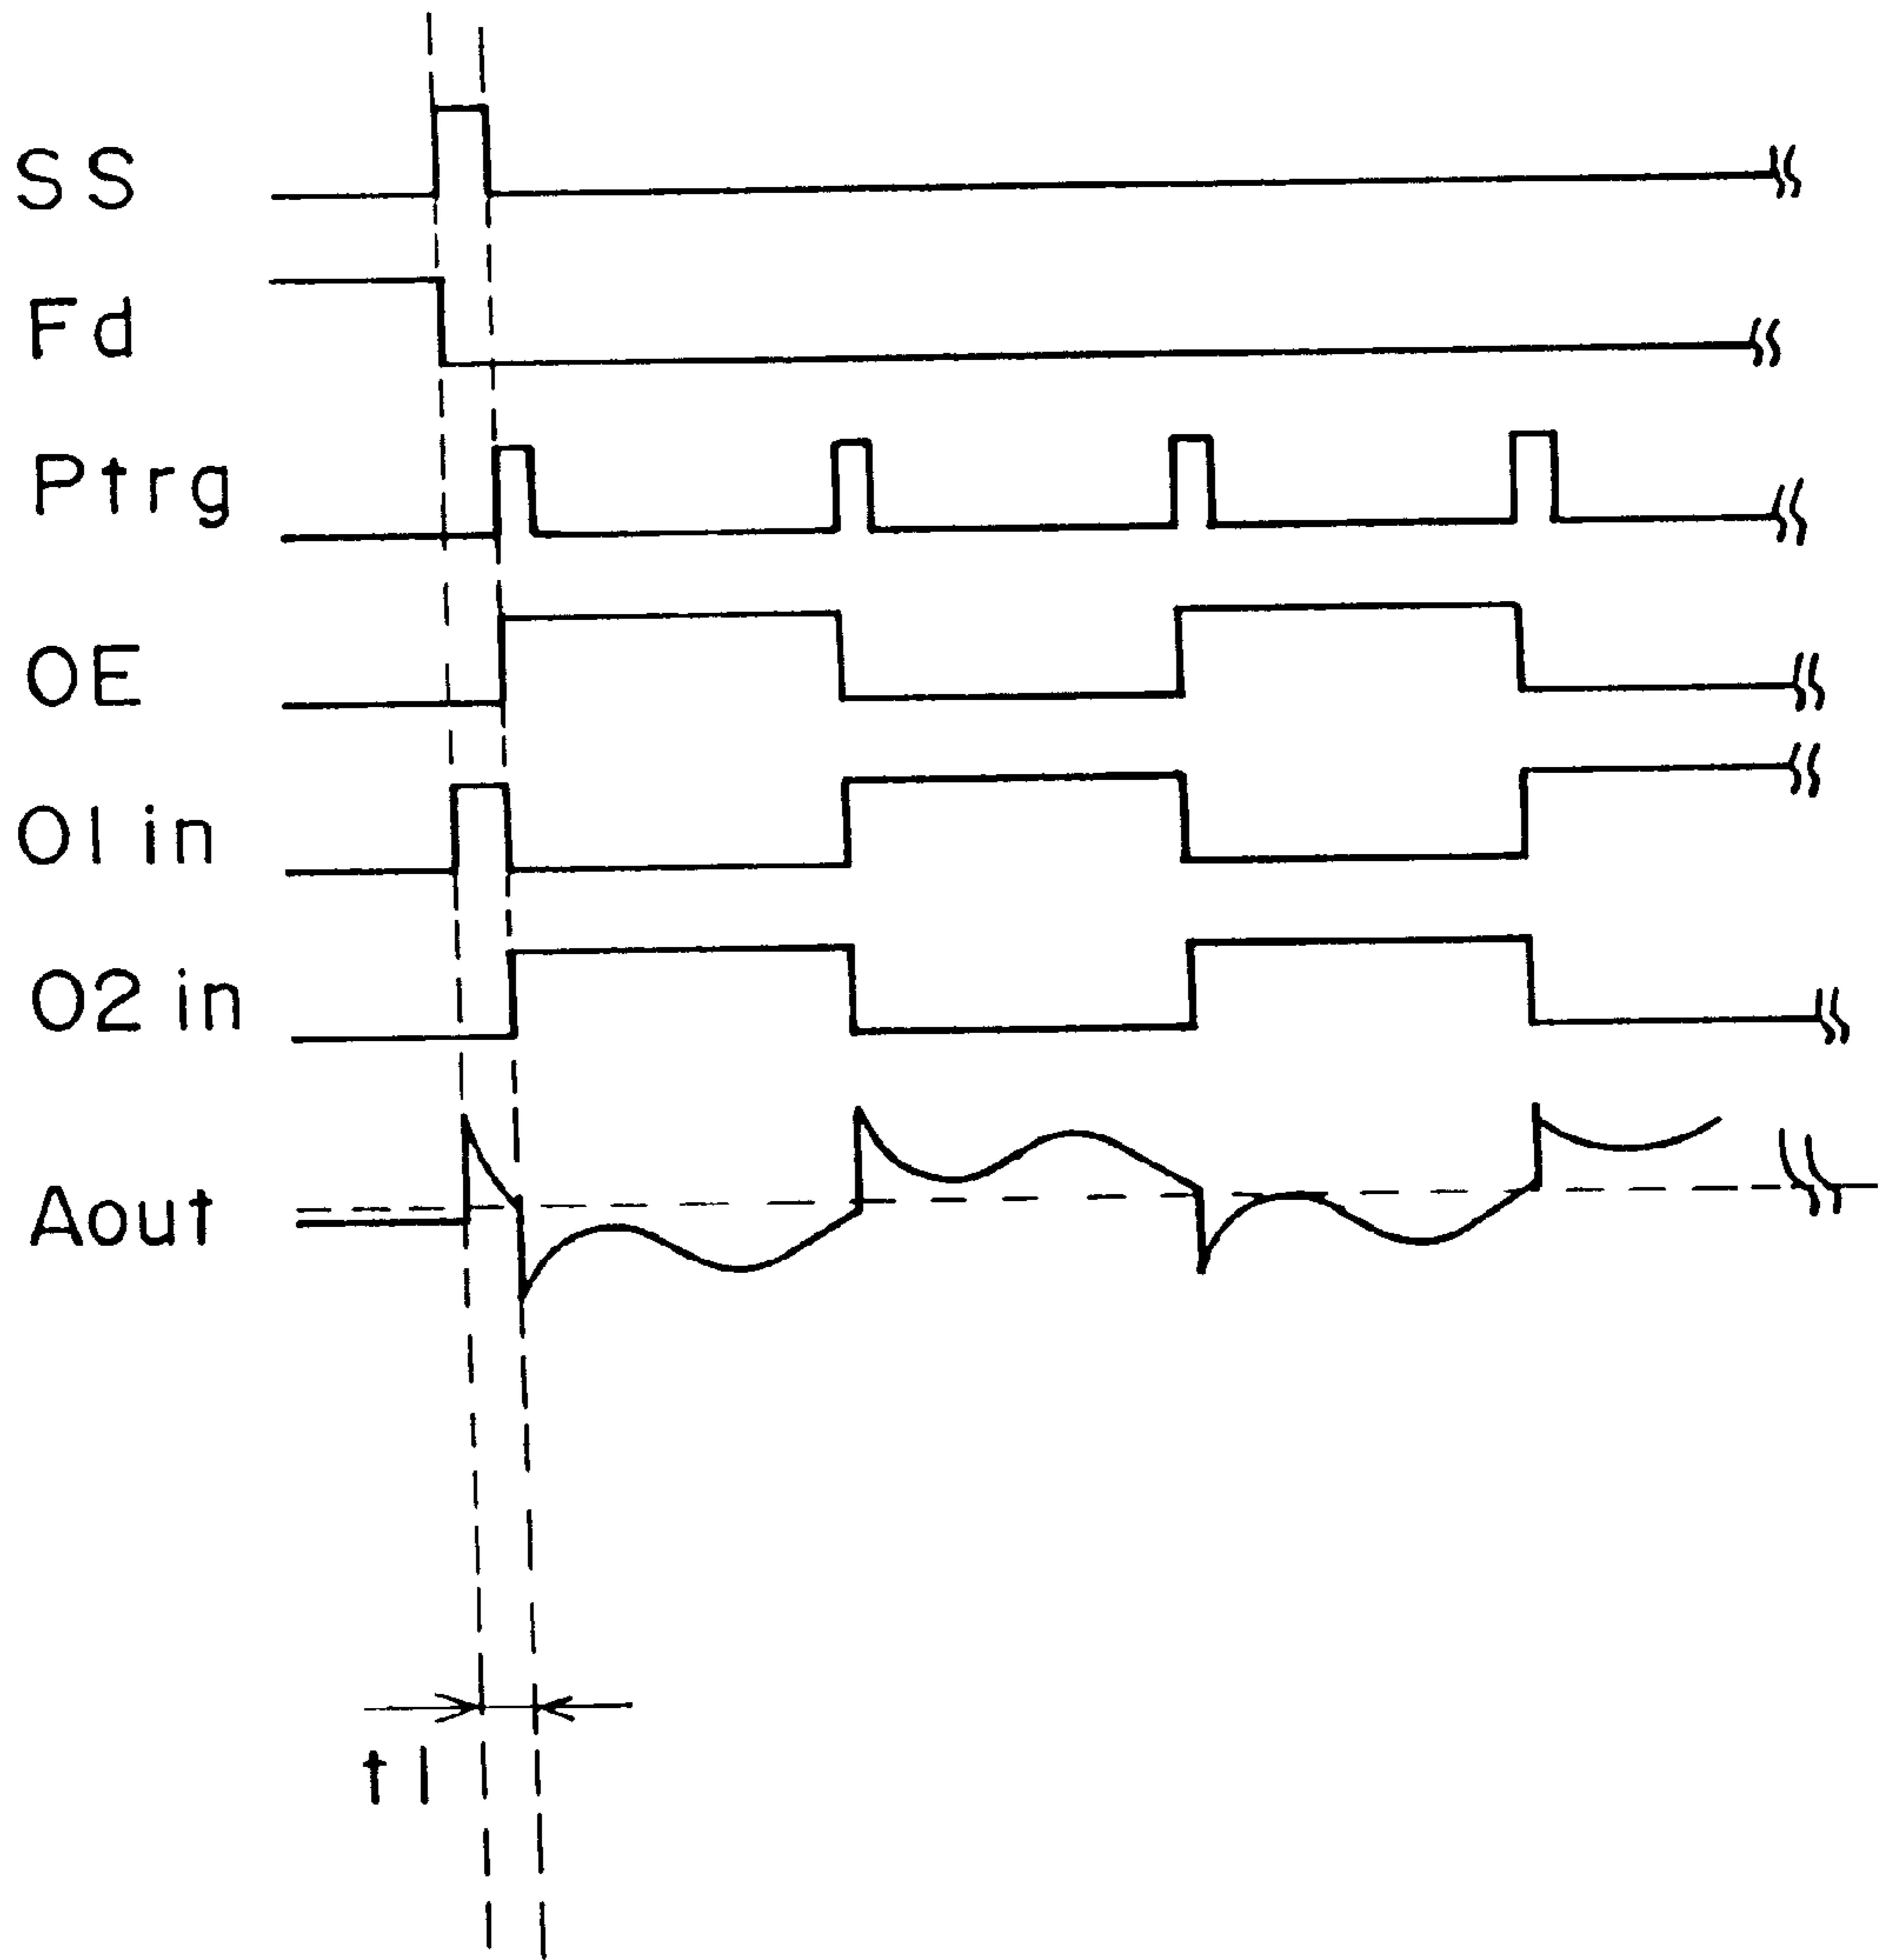 SS
Fd
Ptrg
OE
O1 in
O2 in
Aout
t1